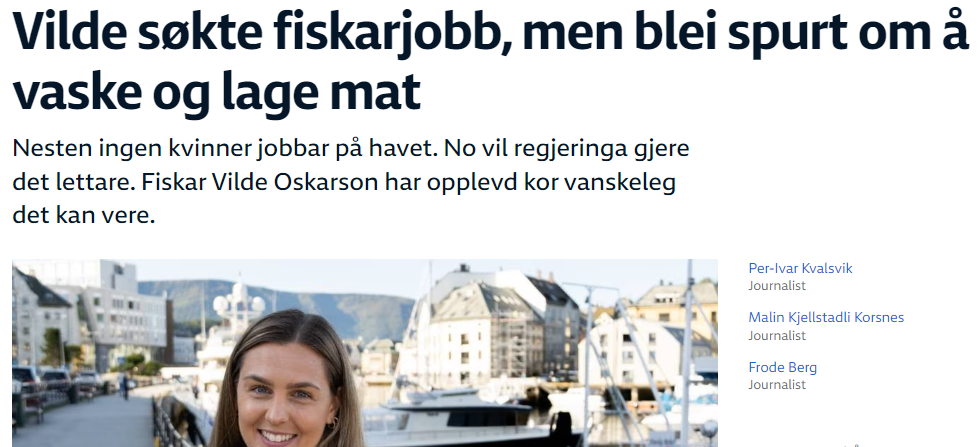 Vilde søkte fiskarjobb, men blei spurt om å
vaske og lage mat
Nesten ingen kvinner jobbar på havet. No vil regjeringa gjere
det lettare. Fiskar Vilde Oskarson har opplevd kor vanskeleg
det kan vere.
Per-Ivar Kvalsvik
Journalist
Malin Kjellstadli Korsnes
Journalist
Frode Berg
Journalist